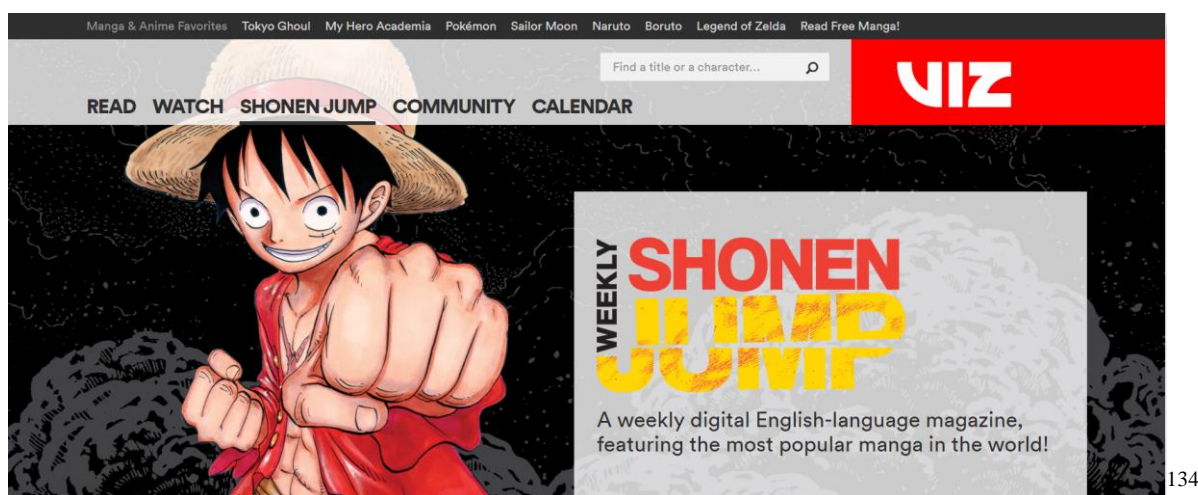 Manga & Anime Favorites Tokyo Ghoul My Hero Academia Pokémon Sailor Moon Naruto Boruto Legend of Zelda Read Free Manga!
Find a title or a character...
VIZ
READ WATCH SHONEN JUMP COMMUNITY CALENDAR
WEEKLY
SHONEN
JUMP
A weekly digital English-language magazine,
featuring the most popular manga in the world!
134